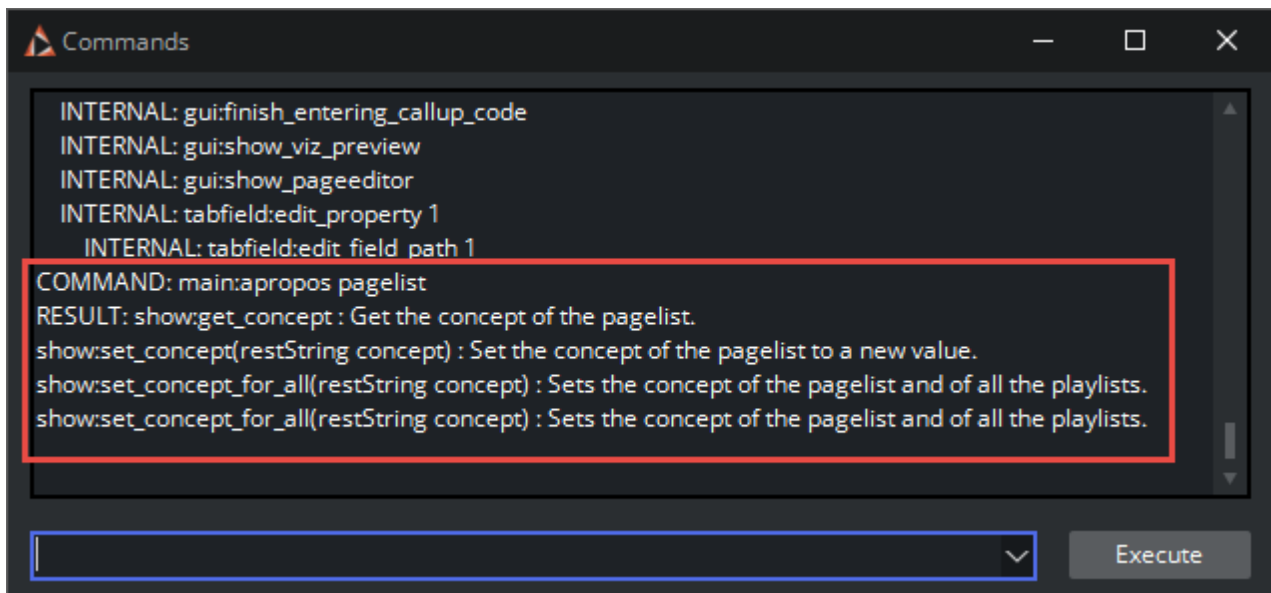 Commands
INTERNAL: gui:finish_entering_callup_code
INTERNAL: gui:show_viz_preview
INTERNAL: gui:show_pageeditor
INTERNAL: tabfield:edit_property 1
INTERNAL: tabfield:edit_field_path 1
COMMAND: main:apropos pagelist
RESULT: show:get_concept : Get the concept of the pagelist.
show:set_concept(restString concept) : Set the concept of the pagelist to a new value.
show:set_concept_for_all(restString concept) : Sets the concept of the pagelist and of all the playlists.
show:set_concept_for_all(restString concept) : Sets the concept of the pagelist and of all the playlists.
Execute